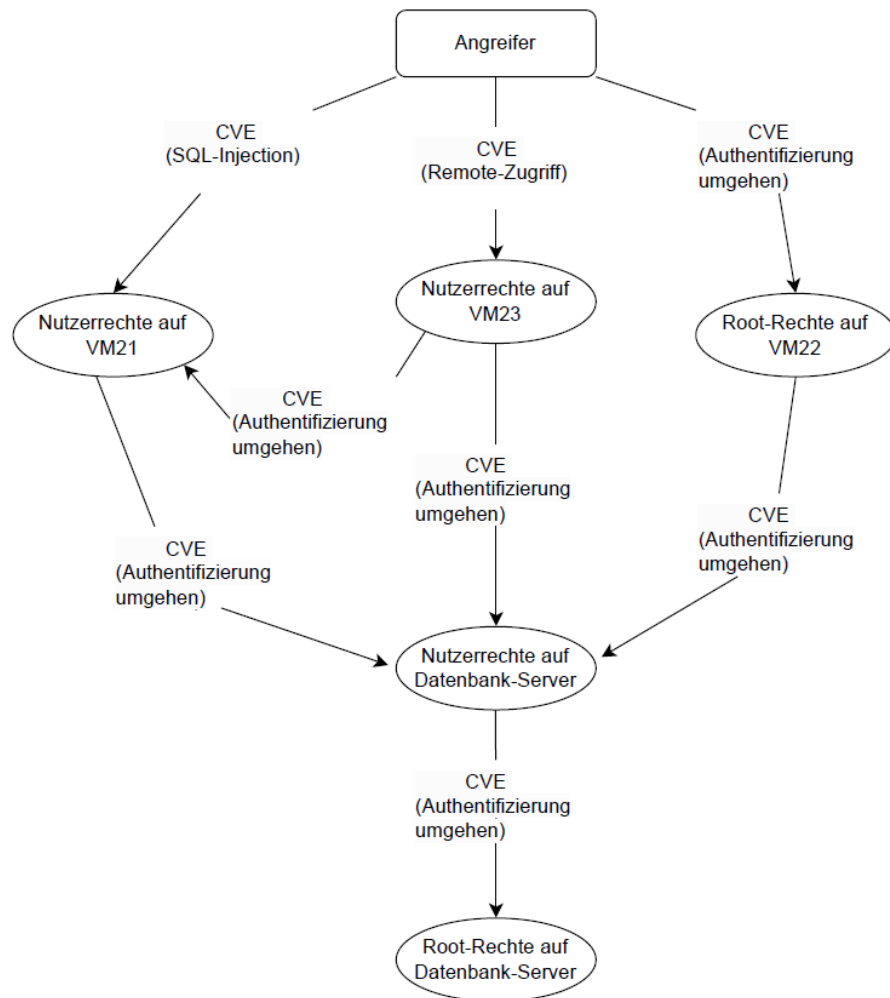 Angreifer
CVE
(SQL-Injection)
CVE
(Remote-Zugriff)
CVE
(Authentifizierung
umgehen)
Nutzerrechte auf
VM21
Nutzerrechte auf
VM23
Root-Rechte auf
VM22
CVE
(Authentifizierung
umgehen)
CVE
(Authentifizierung
umgehen)
CVE
(Authentifizierung
umgehen)
CVE
(Authentifizierung
umgehen)
Nutzerrechte auf
Datenbank-Server
CVE
(Authentifizierung
umgehen)
Root-Rechte auf
Datenbank-Server